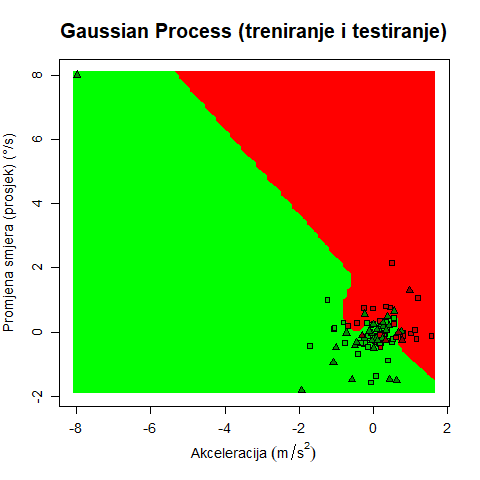 Gaussian Process (treniranje i testiranje)
Promjena smjera (prosjek) (°/s)
8
6
4
2
0
-2
-8 -6 -4 -2 0 2
Akceleracija (m/s²)